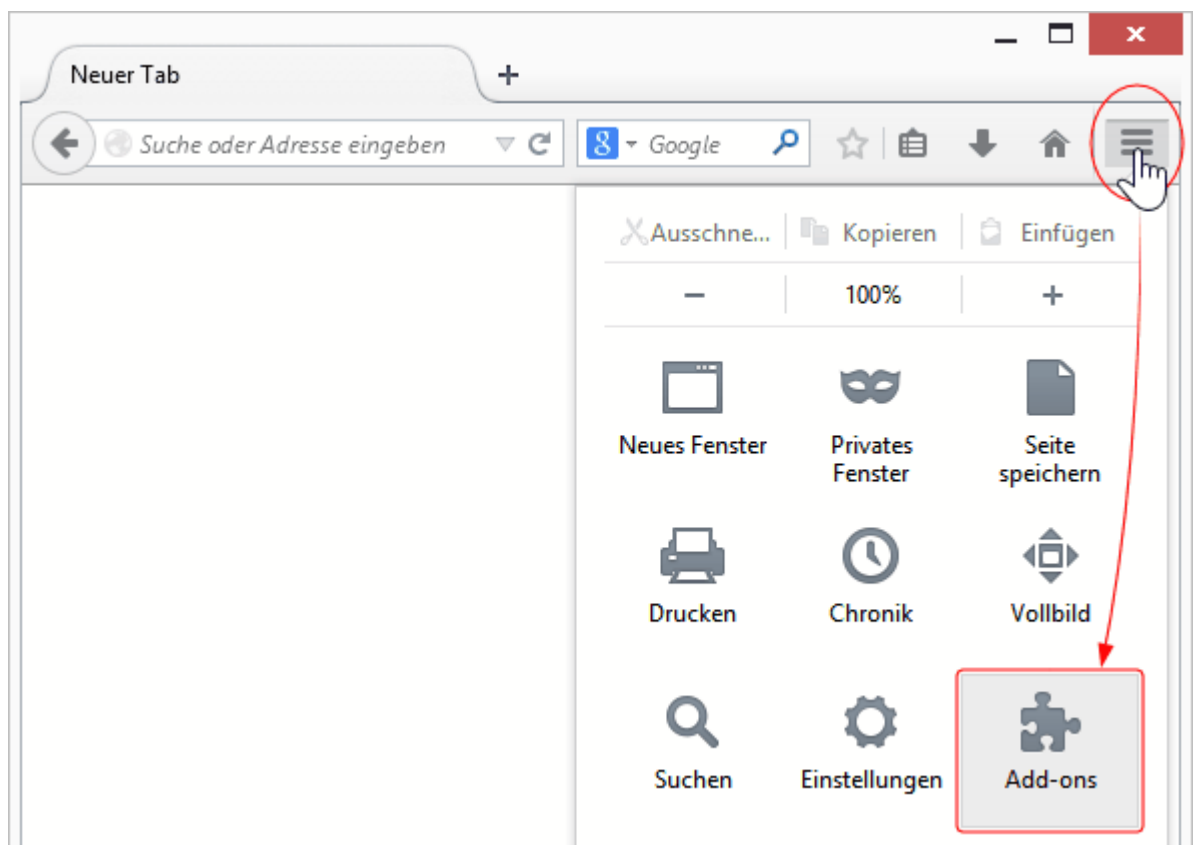 Neuer Tab
Suche oder Adresse eingeben
8 Google
Ausschne... Kopieren Einfügen
100%
Neues Fenster Privates Fenster Seite speichern
Drucken Chronik Vollbild
Suchen Einstellungen Add-ons